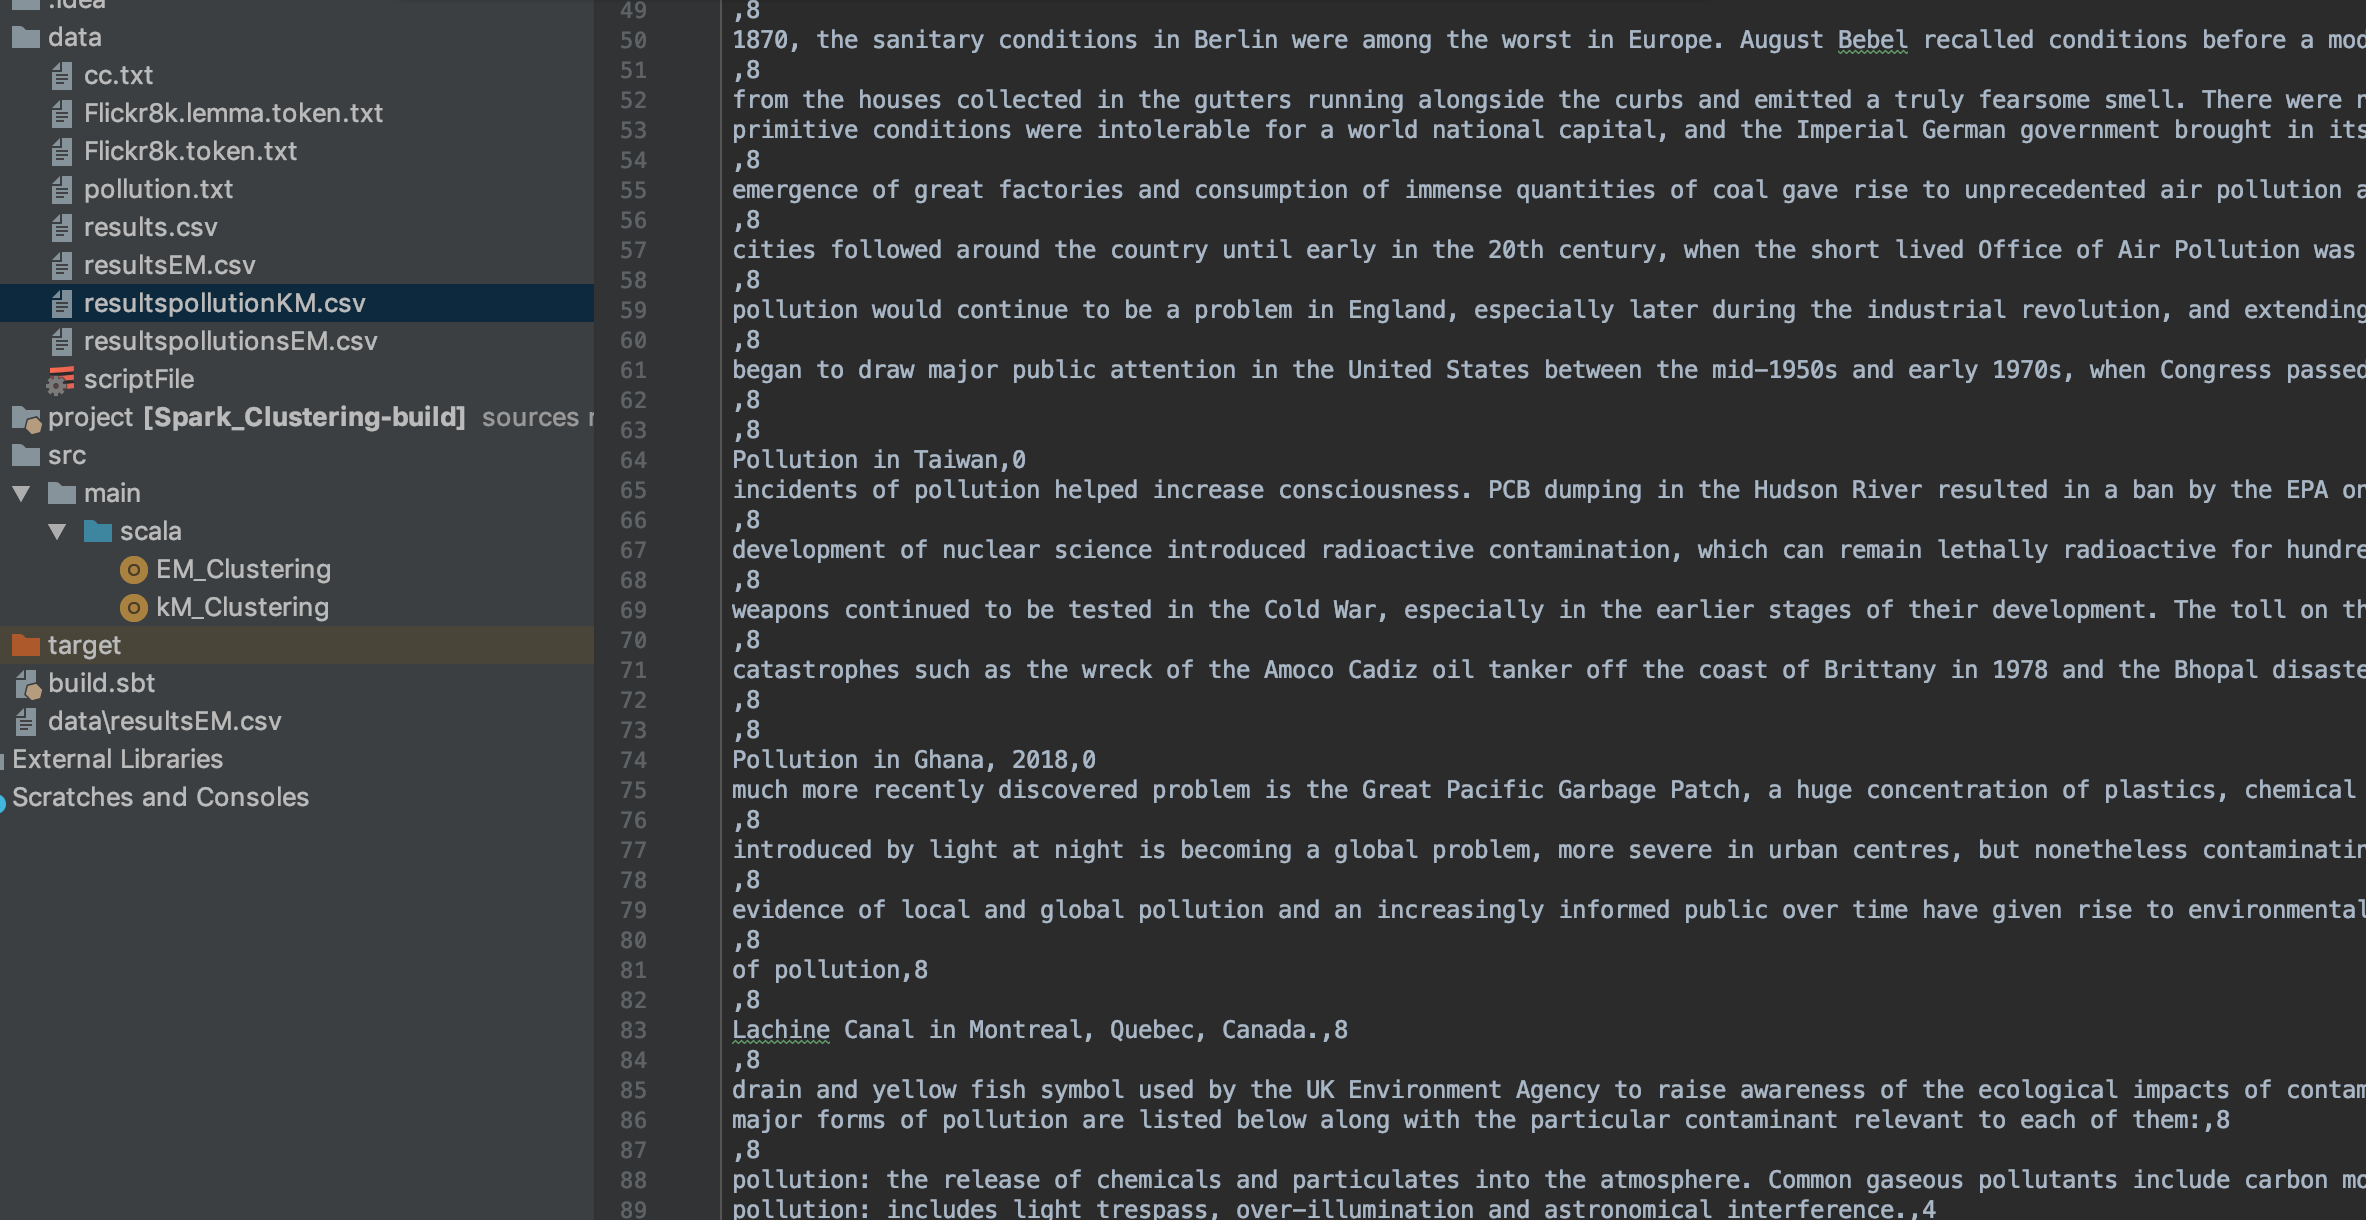 .idea
data
cc.txt
Flickr8k.lemma.token.txt
Flickr8k.token.txt
pollution.txt
results.csv
resultsEM.csv
resultspollutionKM.csv
resultspollutionsEM.csv
scriptFile
project [Spark_Clustering-build] sources r
src
main
scala
EM_Clustering
kM_Clustering
target
build.sbt
data\resultsEM.csv
External Libraries
Scratches and Consoles
49 ,8
50 1870, the sanitary conditions in Berlin were among the worst in Europe. August Bebel recalled conditions before a mod
51 ,8
52 from the houses collected in the gutters running alongside the curbs and emitted a truly fearsome smell. There were
53 primitive conditions were intolerable for a world national capital, and the Imperial German government brought in its
54 ,8
55 emergence of great factories and consumption of immense quantities of coal gave rise to unprecedented air pollution a
56 ,8
57 cities followed around the country until early in the 20th century, when the short lived Office of Air Pollution was
58 ,8
59 pollution would continue to be a problem in England, especially later during the industrial revolution, and extending
60 ,8
61 began to draw major public attention in the United States between the mid-1950s and early 1970s, when Congress passed
62 ,8
63 ,8
64 Pollution in Taiwan,0
65 incidents of pollution helped increase consciousness. PCB dumping in the Hudson River resulted in a ban by the EPA on
66 ,8
67 development of nuclear science introduced radioactive contamination, which can remain lethally radioactive for hundre
68 ,8
69 weapons continued to be tested in the Cold War, especially in the earlier stages of their development. The toll on th
70 ,8
71 catastrophes such as the wreck of the Amoco Cadiz oil tanker off the coast of Brittany in 1978 and the Bhopal disaste
72 ,8
73 ,8
74 Pollution in Ghana, 2018,0
75 much more recently discovered problem is the Great Pacific Garbage Patch, a huge concentration of plastics, chemical
76 ,8
77 introduced by light at night is becoming a global problem, more severe in urban centres, but nonetheless contaminatin
78 ,8
79 evidence of local and global pollution and an increasingly informed public over time have given rise to environmental
80 ,8
81 of pollution,8
82 ,8
83 Lachine Canal in Montreal, Quebec, Canada.,8
84 ,8
85 drain and yellow fish symbol used by the UK Environment Agency to raise awareness of the ecological impacts of contam
86 major forms of pollution are listed below along with the particular contaminant relevant to each of them:,8
87 ,8
88 pollution: the release of chemicals and particulates into the atmosphere. Common gaseous pollutants include carbon mo
89 pollution: includes light trespass, over-illumination and astronomical interference.,4